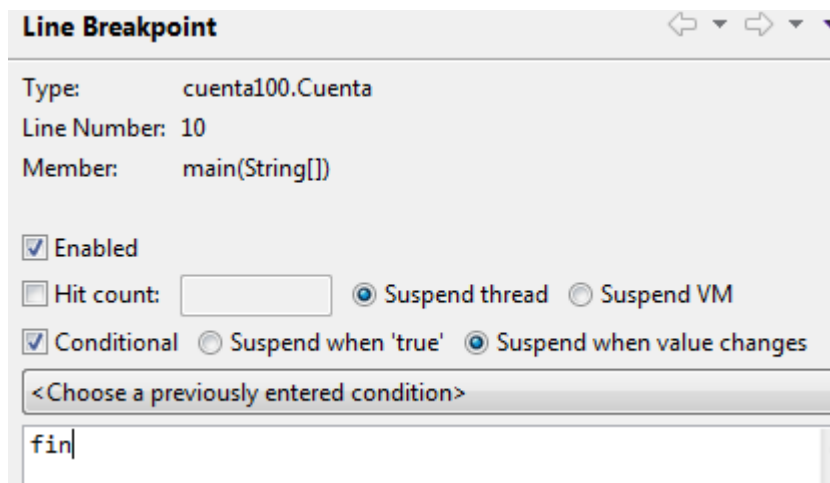 Line Breakpoint
Type: cuenta100.Cuenta
Line Number: 10
Member: main(String[])
Enabled
Hit count: Suspend thread Suspend VM
Conditional Suspend when 'true' Suspend when value changes
<Choose a previously entered condition>
fin